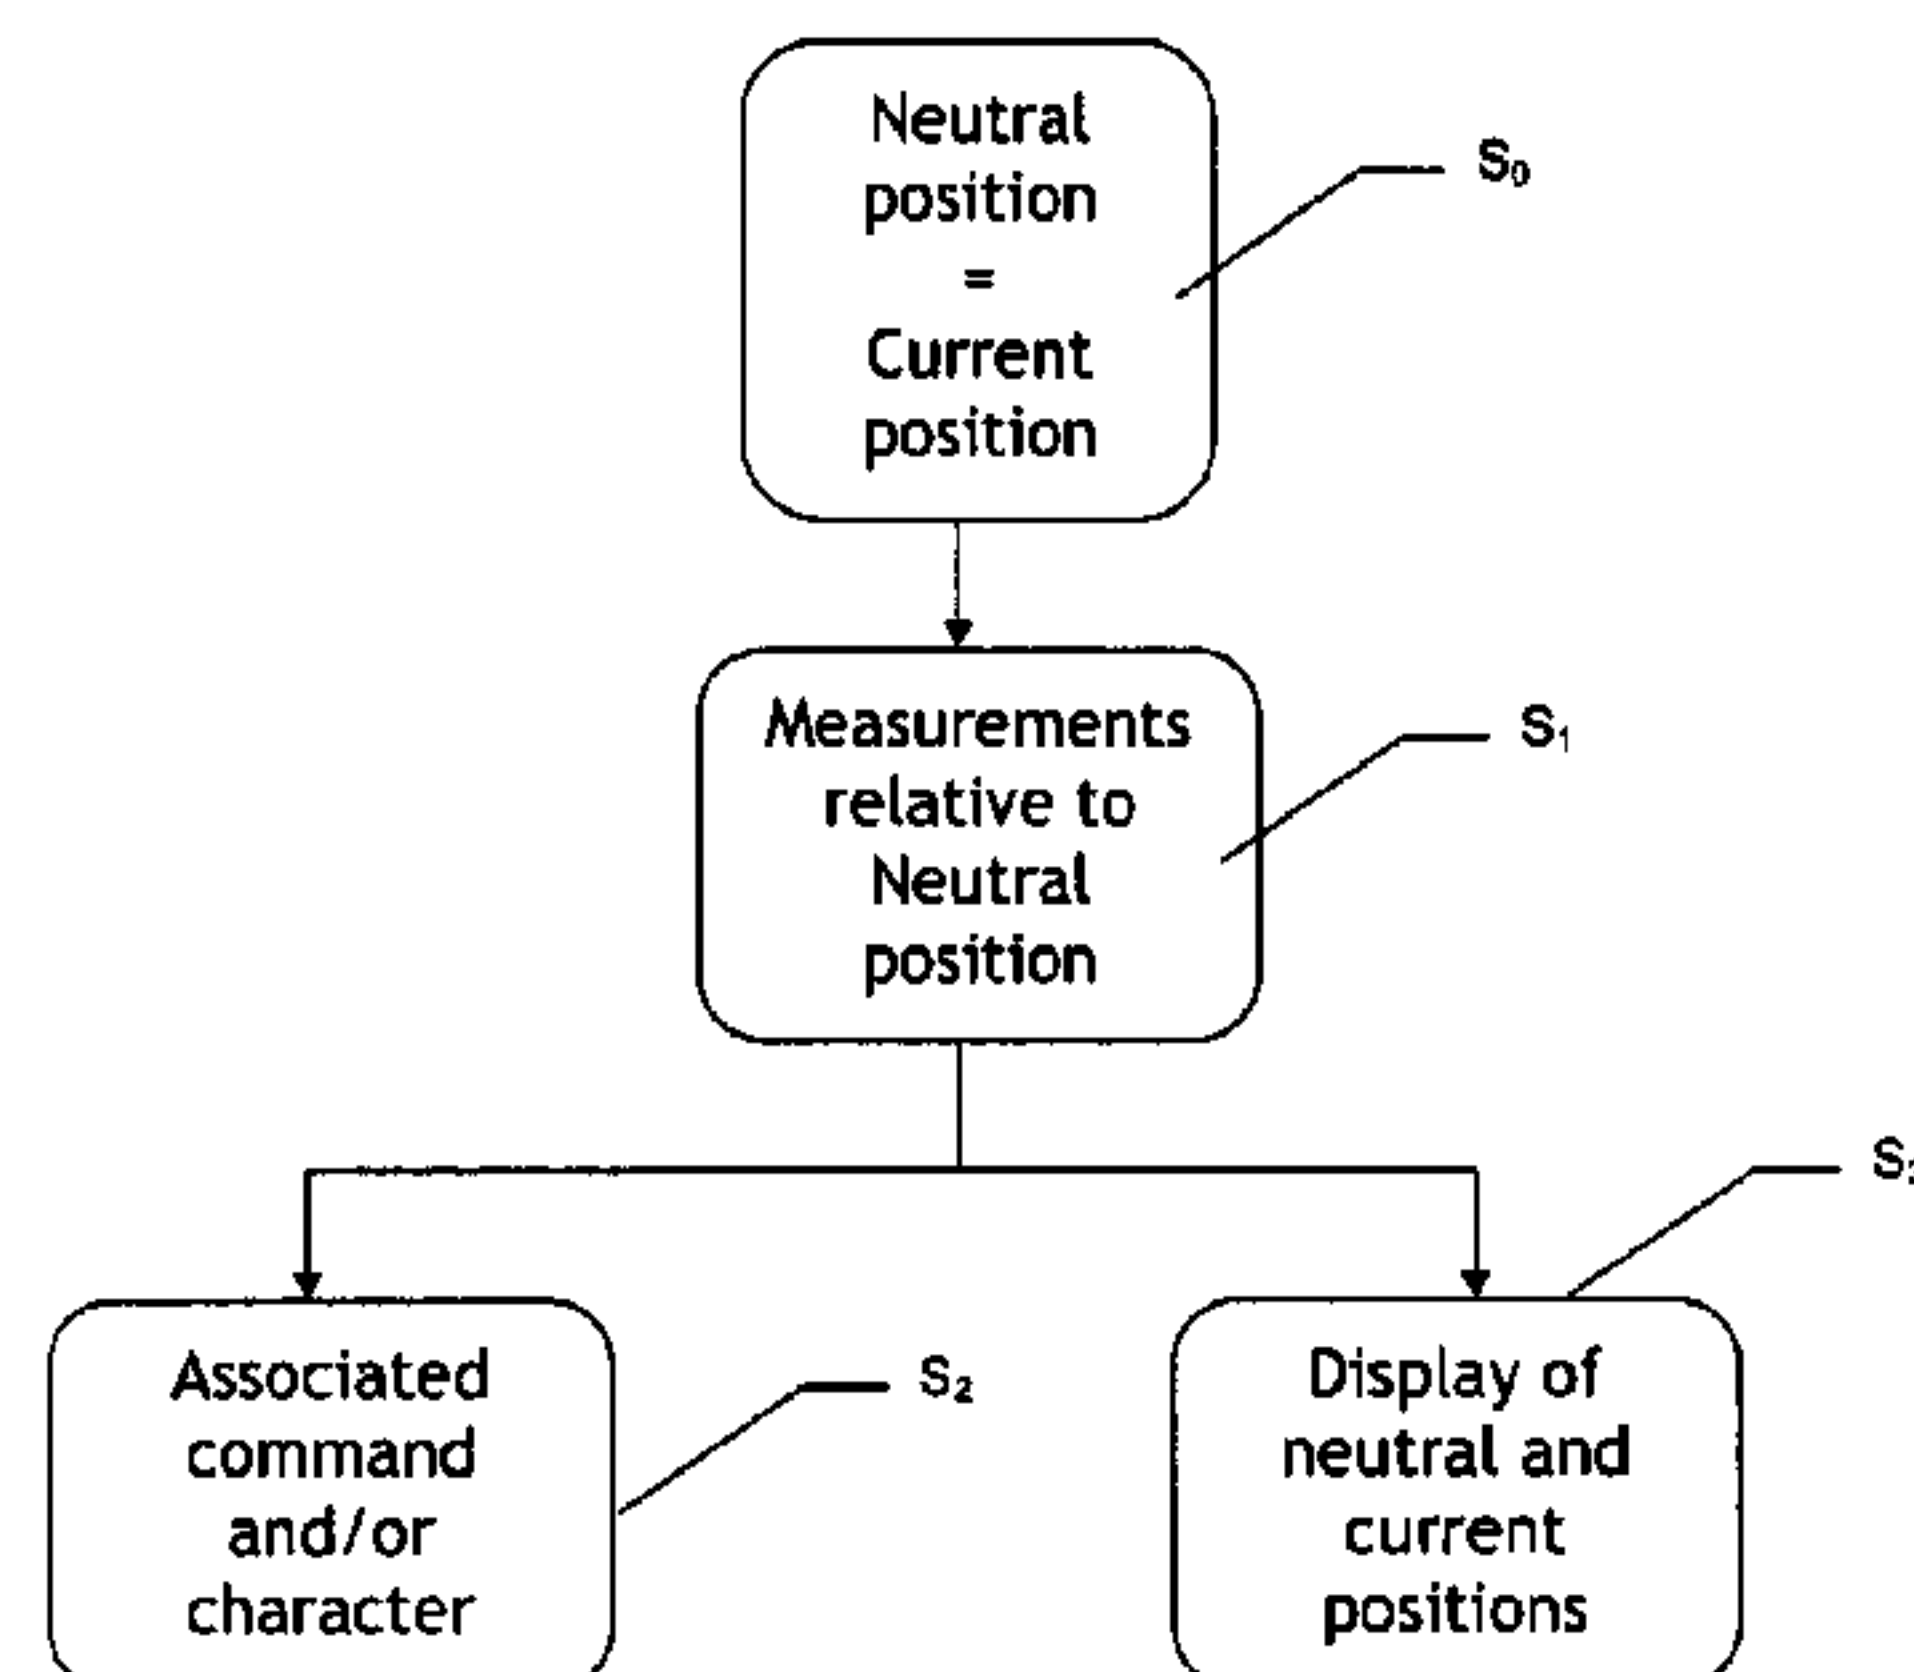 Neutral
position
=
Current
position
S₀
Measurements
relative to
Neutral
position
S₁
Associated
command
and/or
character
S₂
Display of
neutral and
current
positions